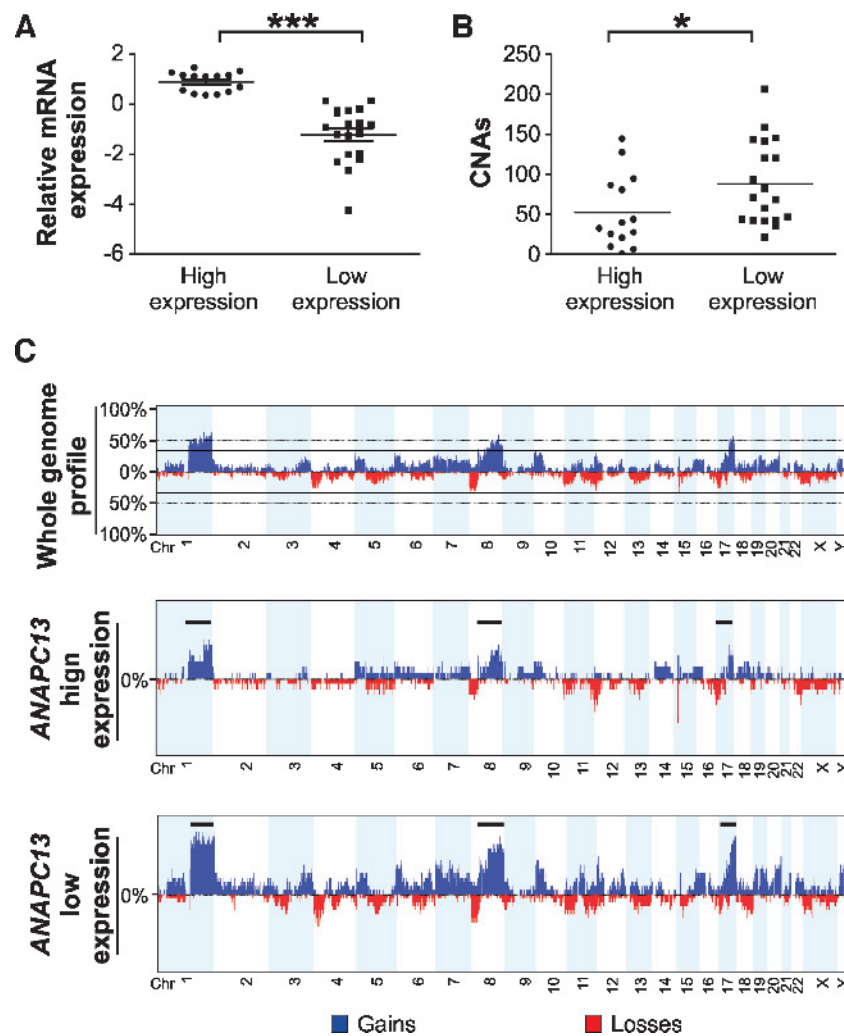 A
***
Relative mRNA
expression
2
0
-2
-4
-6
High
expression
Low
expression
B
*
CNAs
250
200
150
100
50
0
High
expression
Low
expression
C
Whole genome
profile
100%
50%
0%
50%
100%
Chr 1 2 3 4 5 6 7 8 9 10 11 12 13 14 15 16 17 18 19 20 21 22 X Y
ANAPC13
hign
expression
0%
Chr 1 2 3 4 5 6 7 8 9 10 11 12 13 14 15 16 17 18 19 20 21 22 X Y
ANAPC13
low
expression
0%
Chr 1 2 3 4 5 6 7 8 9 10 11 12 13 14 15 16 17 18 19 20 21 22 X Y
Gains
Losses